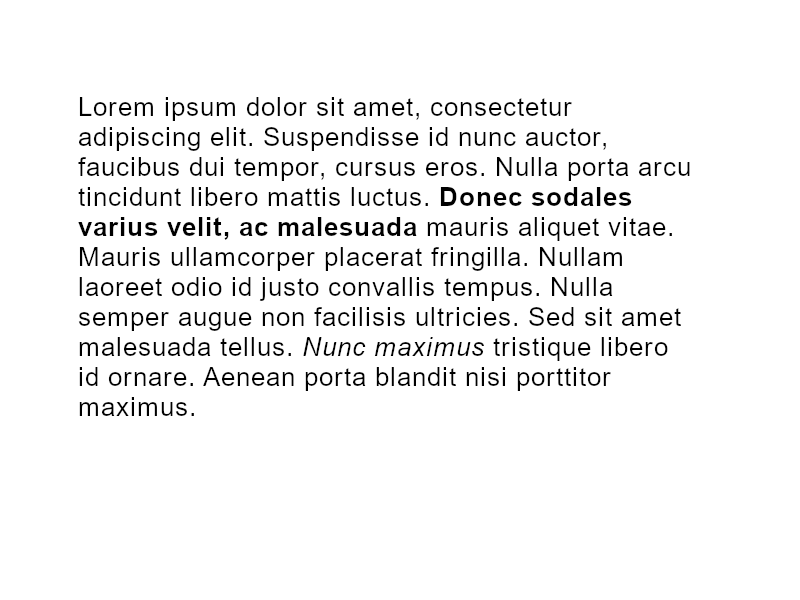 Lorem ipsum dolor sit amet, consectetur
adipiscing elit. Suspendisse id nunc auctor,
faucibus dui tempor, cursus eros. Nulla porta arcu
tincidunt libero mattis luctus. Donec sodales
varius velit, ac malesuada mauris aliquet vitae.
Mauris ullamcorper placerat fringilla. Nullam
laoreet odio id justo convallis tempus. Nulla
semper augue non facilisis ultricies. Sed sit amet
malesuada tellus. Nunc maximus tristique libero
id ornare. Aenean porta blandit nisi porttitor
maximus.